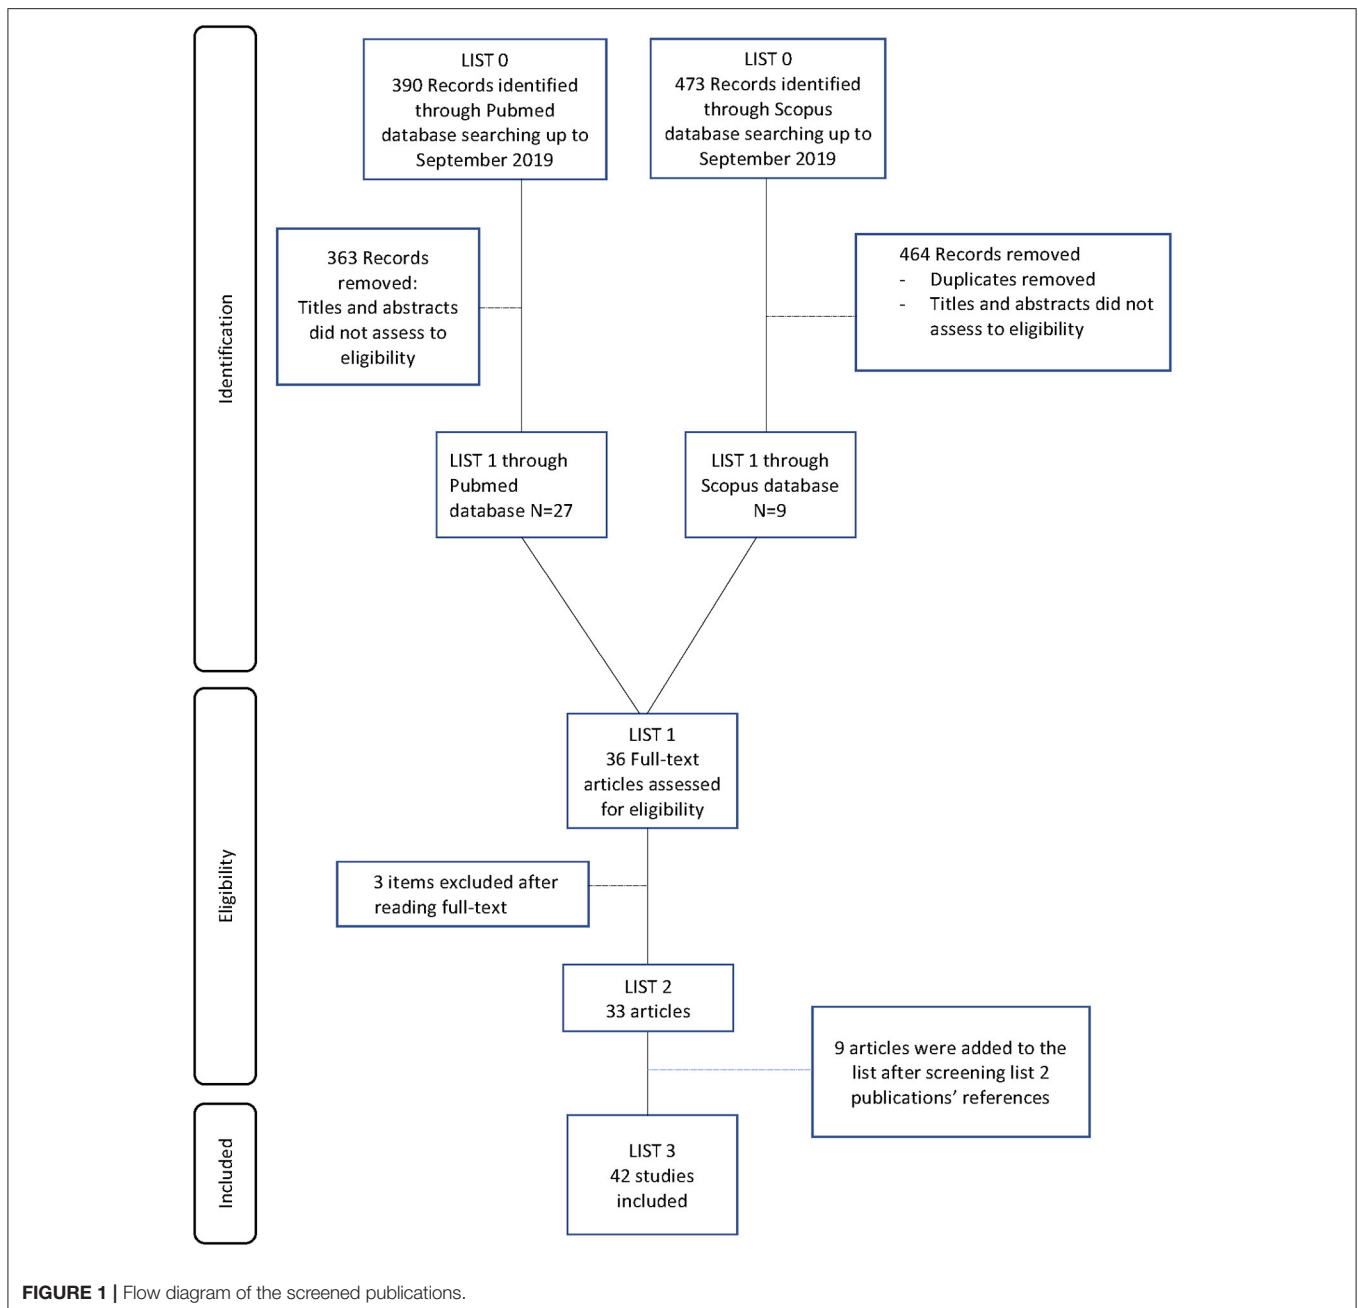 Identification
LIST 0
390 Records identified
through Pubmed
database searching up to
September 2019
LIST 0
473 Records identified
through Scopus
database searching up to
September 2019
363 Records
removed:
Titles and abstracts
did not assess to
eligibility
464 Records removed
- Duplicates removed
- Titles and abstracts did not
assess to eligibility
LIST 1 through
Pubmed
database N=27
LIST 1 through
Scopus database
N=9
Eligibility
LIST 1
36 Full-text
articles assessed
for eligibility
3 items excluded after
reading full-text
LIST 2
33 articles
9 articles were added to the
list after screening list 2
publications’ references
Included
LIST 3
42 studies
included
FIGURE 1 | Flow diagram of the screened publications.